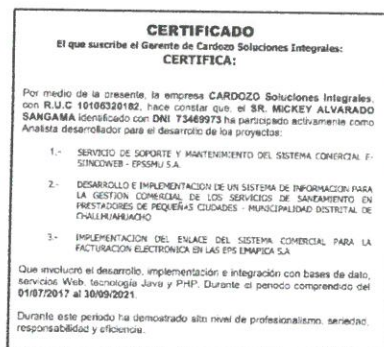 CERTIFICADO
El que suscribe el Gerente de Cardozo Soluciones Integrales:
CERTIFICA:
Por medio de la presente, la empresa CARDOZO Soluciones Integrales,
con R.U.C 10106320182, hace constar que, el SR. MICKEY ALVARADO
SANGAMA identificado con DNI 73469973 ha participado activamente como
Analista desarrollador para el desarrollo de los proyectos:
1.- SERVICIO DE SOPORTE Y MANTENIMIENTO DEL SISTEMA COMERCIAL E-
SIINCOWEB - EPSSMU S.A.
2.- DESARROLLO E IMPLEMENTACION DE UN SISTEMA DE INFORMACION PARA
LA GESTION COMERCIAL DE LOS SERVICIOS DE SANEAMIENTO EN
PRESTADORES DE PEQUEÑAS CIUDADES - MUNICIPALIDAD DISTRITAL DE
CHALLHUAHUACHO
3.- IMPLEMENTACION DEL ENLACE DEL SISTEMA COMERCIAL PARA LA
FACTURACION ELECTRONICA EN LAS EPS EMAPICA S.A
Que involucró el desarrollo, implementación e integración con bases de dato,
servicios Web, tecnología Java y PHP. Durante el periodo comprendido del
01/07/2017 al 30/09/2021.
Durante este periodo ha demostrado alto nivel de profesionalismo, seriedad,
responsabilidad y eficiencia.